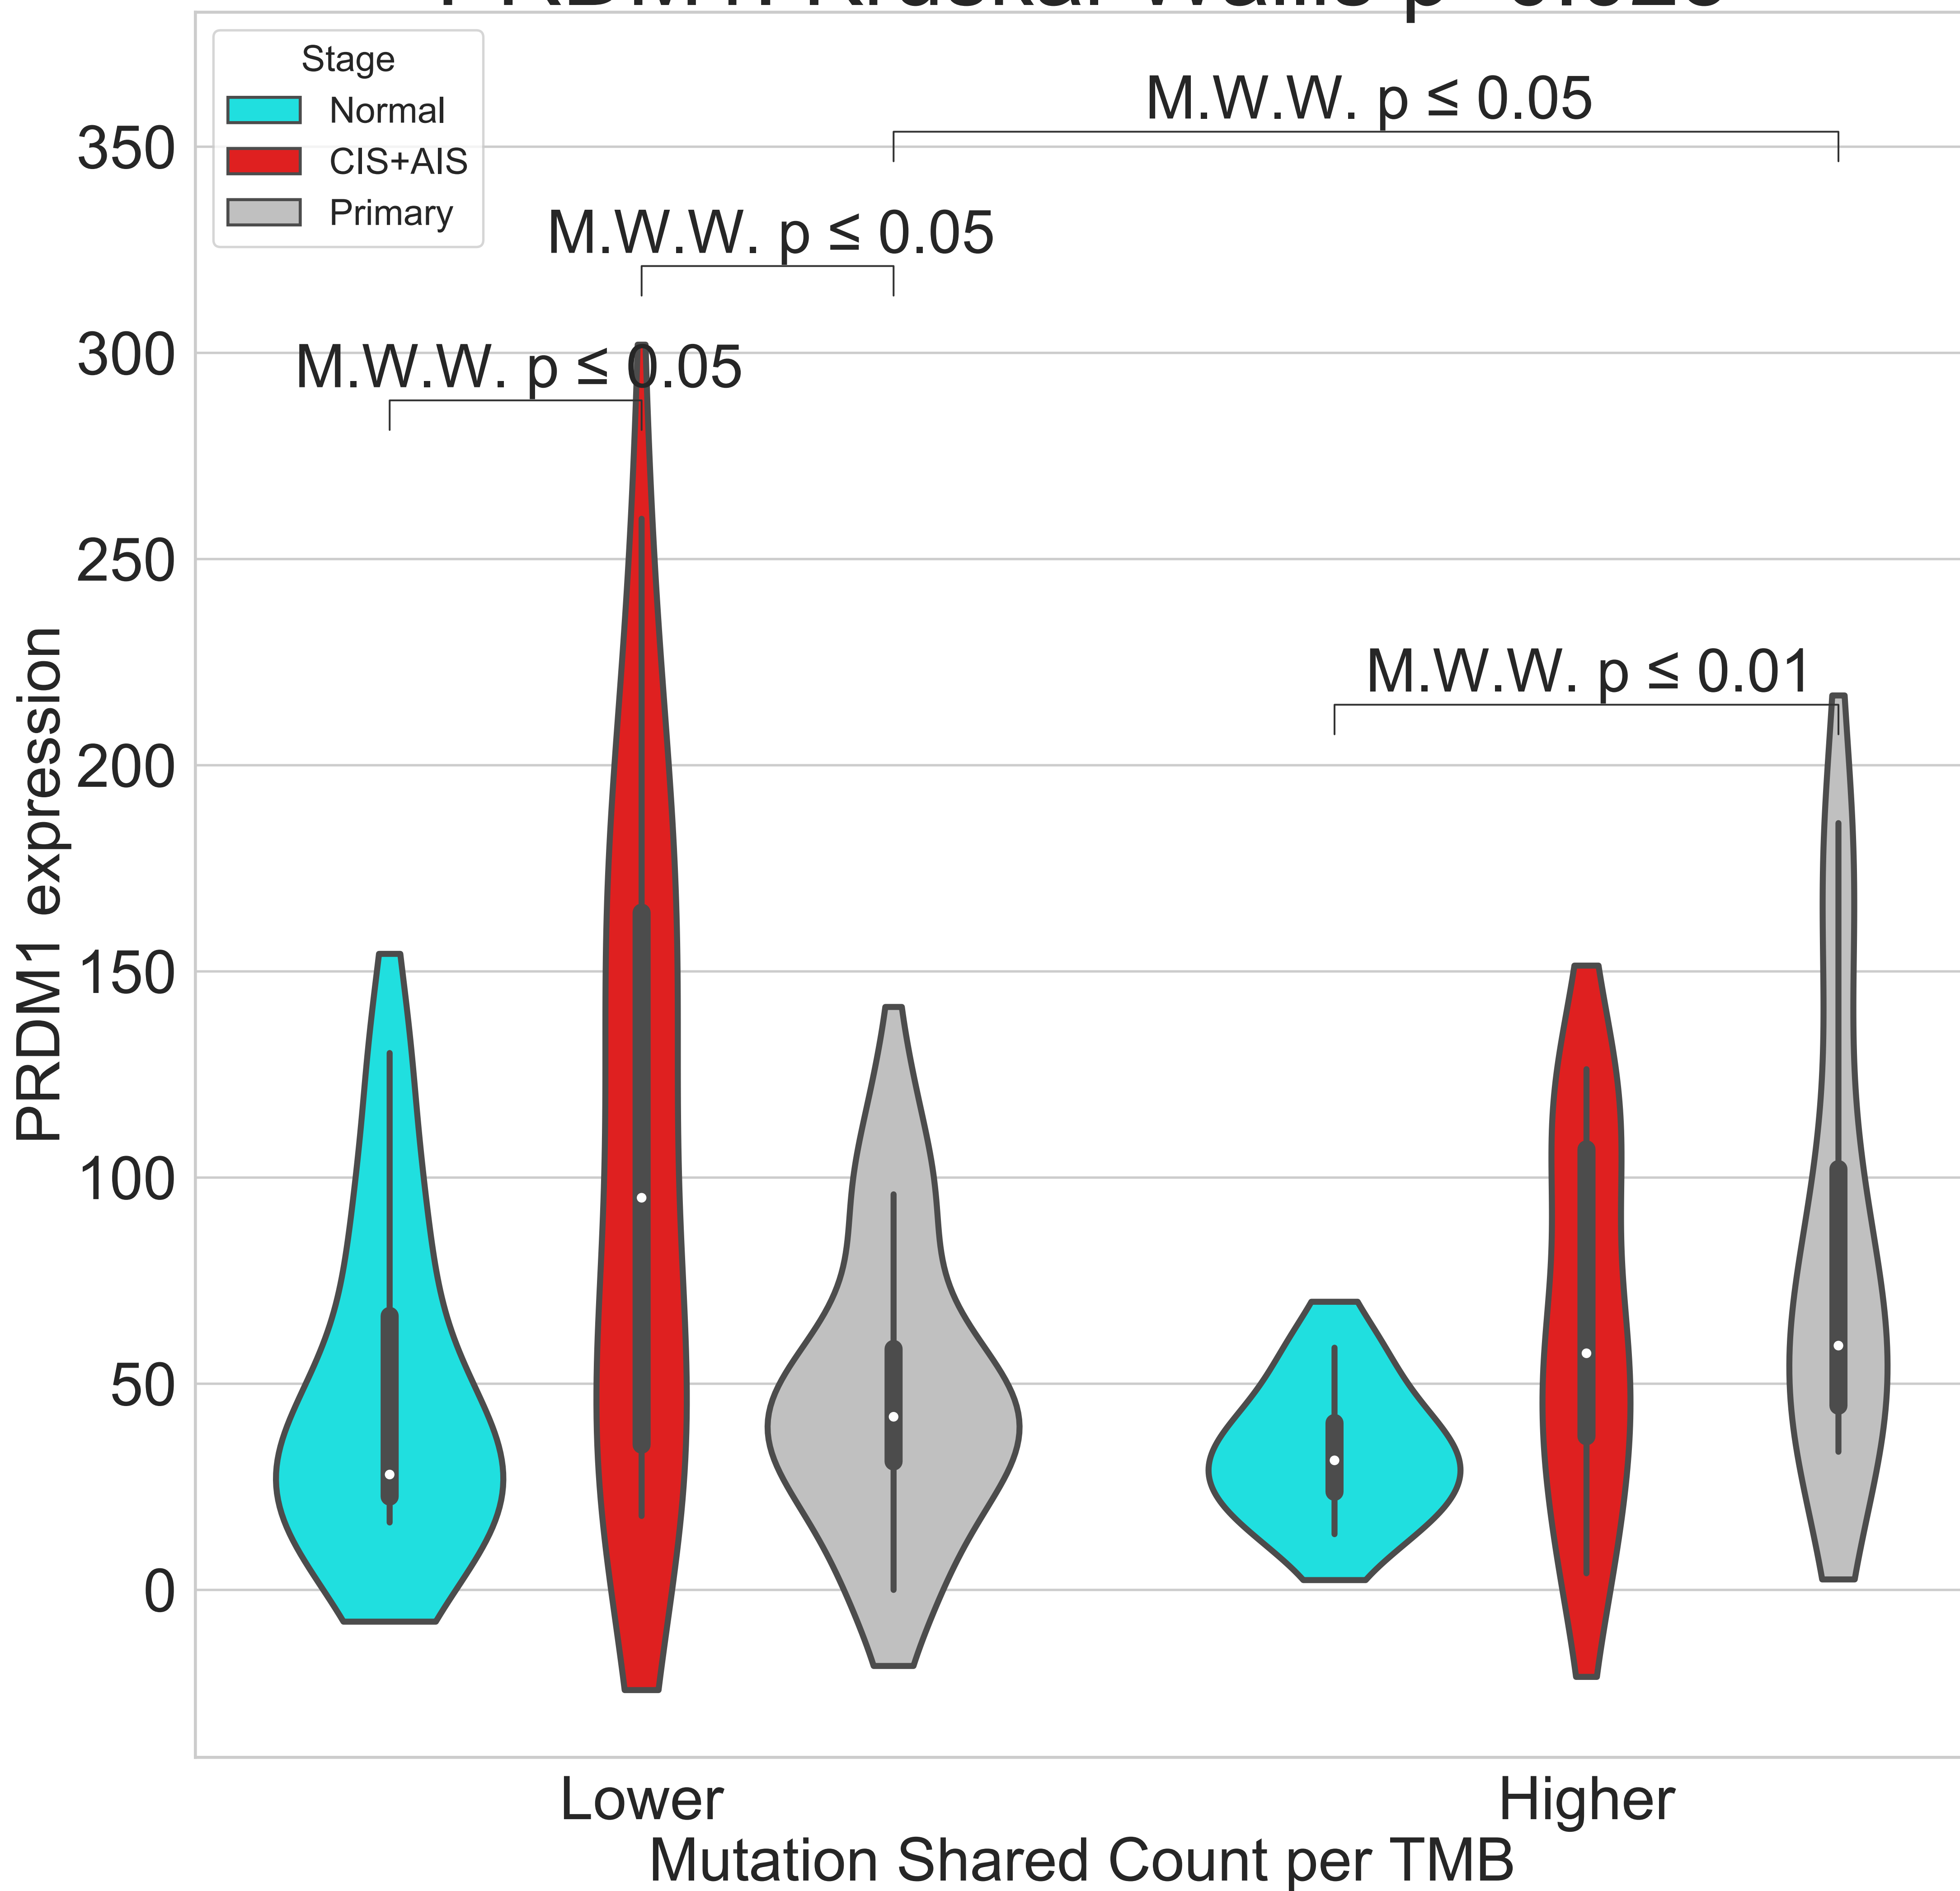 Stage
Normal
CIS+AIS
Primary
M.W.W. p ≤ 0.05
M.W.W. p ≤ 0.05
M.W.W. p ≤ 0.05
M.W.W. p ≤ 0.01
350
300
250
200
150
100
50
0
PRDM1 expression
Lower
Higher
Mutation Shared Count per TMB